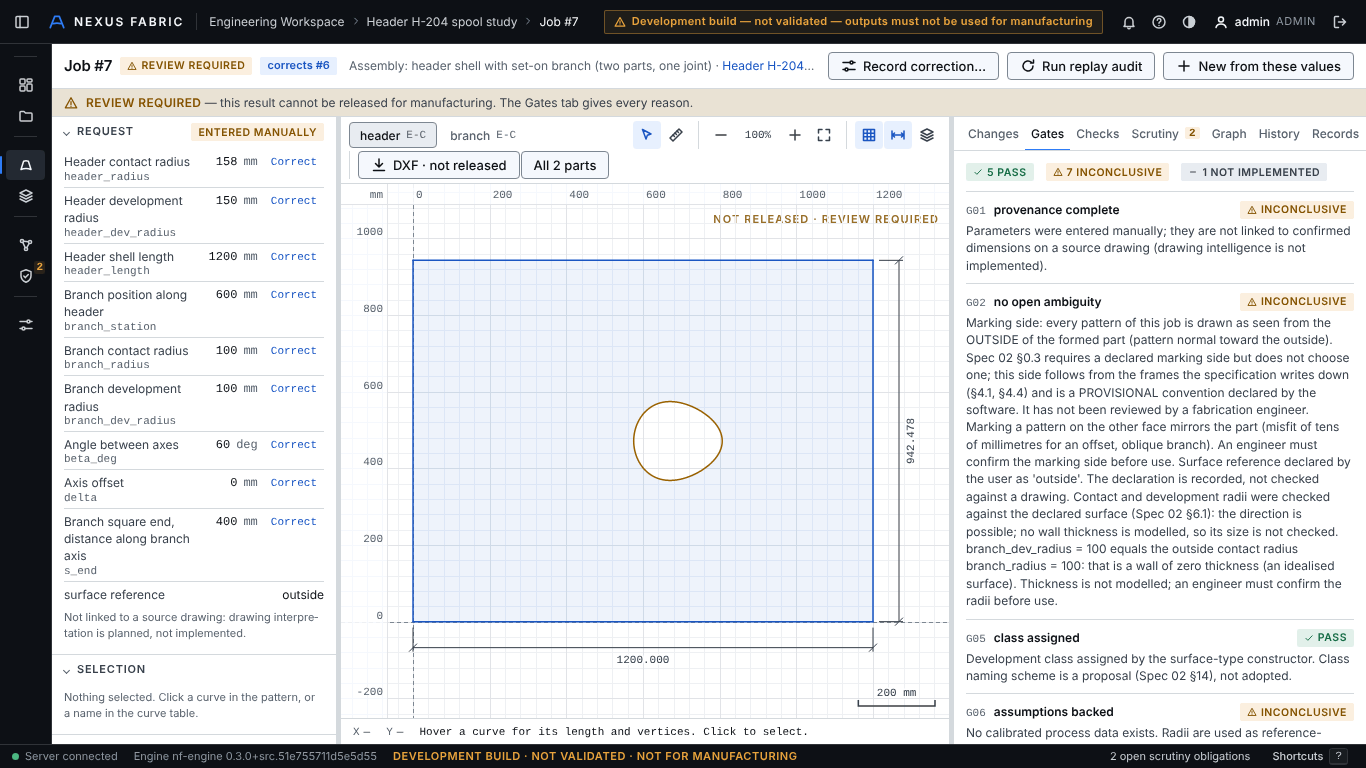 NEXUS FABRIC
Engineering Workspace
Header H-204 spool study
Job #7
Development build — not validated — outputs must not be used for manufacturing
admin ADMIN
Job #7
REVIEW REQUIRED
corrects #6
Assembly: header shell with set-on branch (two parts, one joint) · Header H-204...
Record correction...
Run replay audit
New from these values
REVIEW REQUIRED — this result cannot be released for manufacturing. The Gates tab gives every reason.
2
REQUEST
ENTERED MANUALLY
Header contact radius 158 mm Correct
header_radius
Header development 150 mm Correct
radius
header_dev_radius
Header shell length 1200 mm Correct
header_length
Branch position along 600 mm Correct
header
branch_station
Branch contact radius 100 mm Correct
branch_radius
Branch development 100 mm Correct
radius
branch_dev_radius
Angle between axes 60 deg Correct
beta_deg
Axis offset 0 mm Correct
delta
Branch square end, 400 mm Correct
distance along branch
axis
s_end
surface reference outside
Not linked to a source drawing: drawing interpre-
tation is planned, not implemented.
SELECTION
Nothing selected. Click a curve in the pattern, or
a name in the curve table.
header E-C
branch E-C
100%
DXF · not released
All 2 parts
mm 0 200 400 600 800 1000 1200
NOT RELEASED · REVIEW REQUIRED
1000
800
600
400
200
0
-200
942.478
1200.000
200 mm
X — Y — Hover a curve for its length and vertices. Click to select.
Changes Gates Checks Scrutiny 2 Graph History Records
5 PASS
7 INCONCLUSIVE
1 NOT IMPLEMENTED
G01 provenance complete INCONCLUSIVE
Parameters were entered manually; they are not linked to confirmed
dimensions on a source drawing (drawing intelligence is not
implemented).
G02 no open ambiguity INCONCLUSIVE
Marking side: every pattern of this job is drawn as seen from the
OUTSIDE of the formed part (pattern normal toward the outside).
Spec 02 §0.3 requires a declared marking side but does not choose
one; this side follows from the frames the specification writes down
(§4.1, §4.4) and is a PROVISIONAL convention declared by the
software. It has not been reviewed by a fabrication engineer.
Marking a pattern on the other face mirrors the part (misfit of tens
of millimetres for an offset, oblique branch). An engineer must
confirm the marking side before use. Surface reference declared by
the user as 'outside'. The declaration is recorded, not checked
against a drawing. Contact and development radii were checked
against the declared surface (Spec 02 §6.1): the direction is
possible; no wall thickness is modelled, so its size is not checked.
branch_dev_radius = 100 equals the outside contact radius
branch_radius = 100: that is a wall of zero thickness (an idealised
surface). Thickness is not modelled; an engineer must confirm the
radii before use.
G05 class assigned PASS
Development class assigned by the surface-type constructor. Class
naming scheme is a proposal (Spec 02 §14), not adopted.
G06 assumptions backed INCONCLUSIVE
No calibrated process data exists. Radii are used as reference-
Server connected
Engine nf-engine 0.3.0+src.51e755711d5e5d55
DEVELOPMENT BUILD · NOT VALIDATED · NOT FOR MANUFACTURING
2 open scrutiny obligations
Shortcuts ?